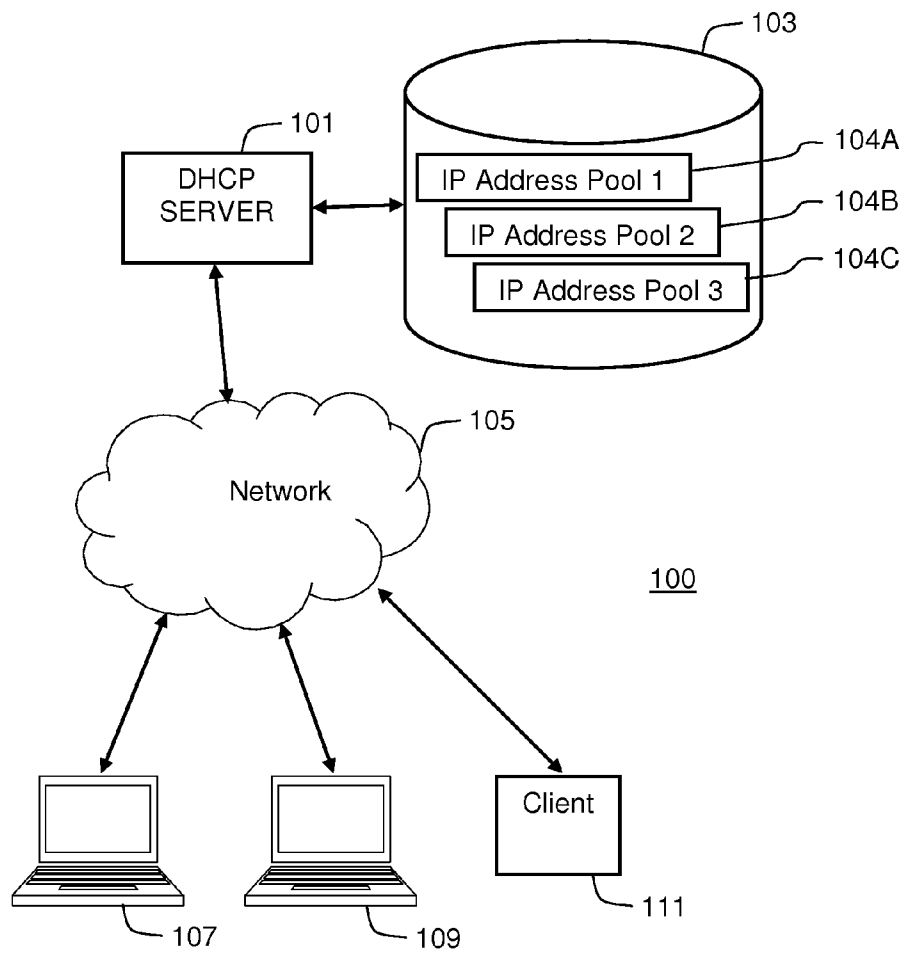 103
101
DHCP
SERVER
104A
IP Address Pool 1
104B
IP Address Pool 2
104C
IP Address Pool 3
105
Network
100
Client
107
109
111